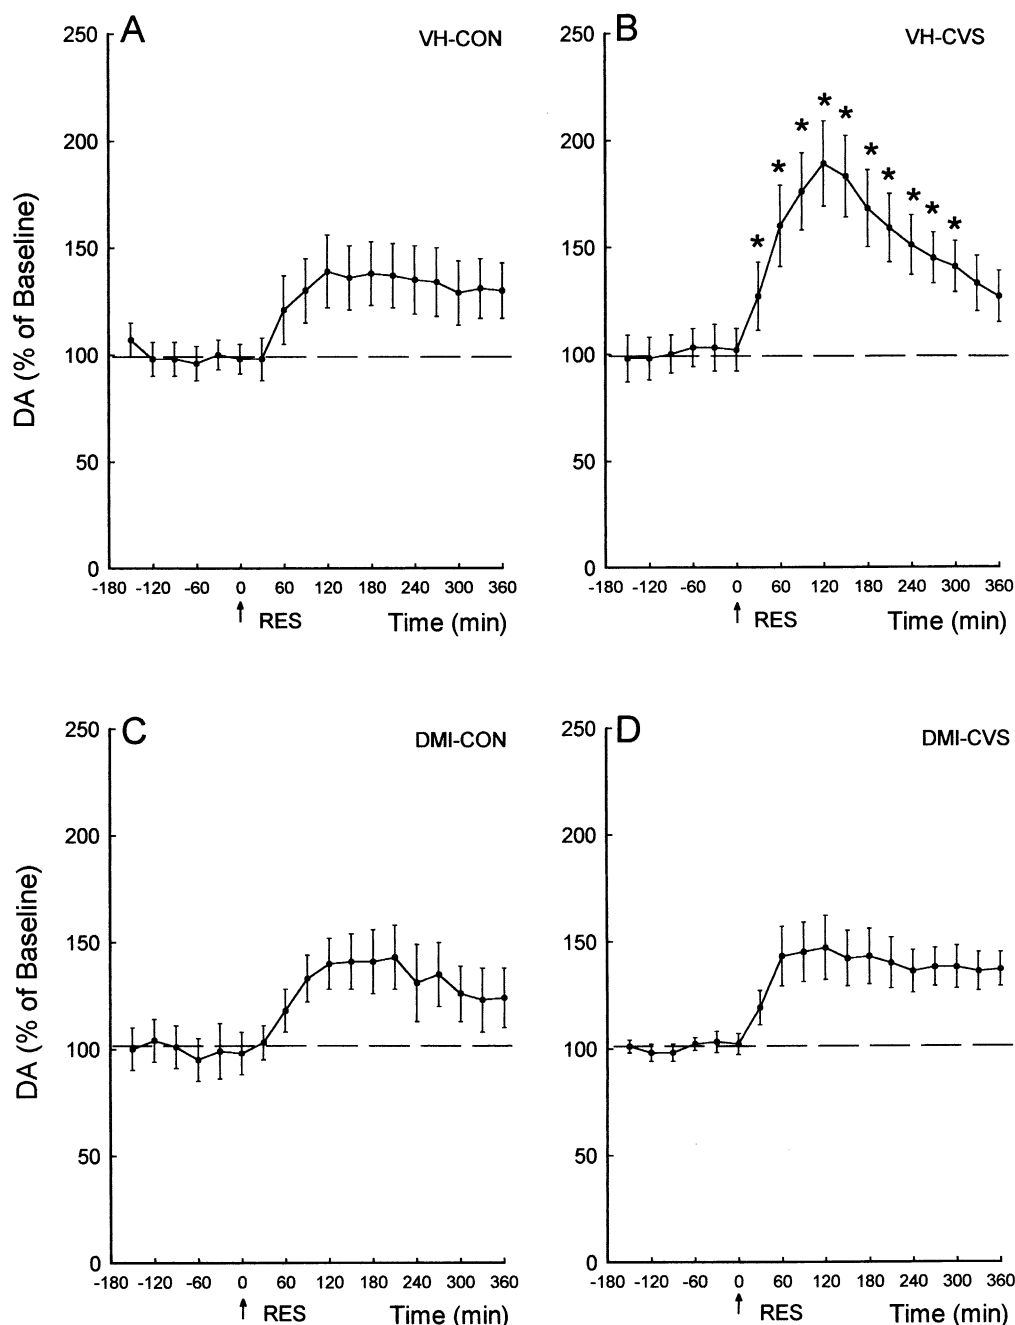 A
VH-CON
250
200
150
100
50
0
DA (% of Baseline)
-180 -120 -60 0 60 120 180 240 300 360
RES
Time (min)
B
VH-CVS
250
200
150
100
50
0
* * * * * * * * * *
-180 -120 -60 0 60 120 180 240 300 360
RES
Time (min)
C
DMI-CON
250
200
150
100
50
0
DA (% of Baseline)
-180 -120 -60 0 60 120 180 240 300 360
RES
Time (min)
D
DMI-CVS
250
200
150
100
50
0
-180 -120 -60 0 60 120 180 240 300 360
RES
Time (min)